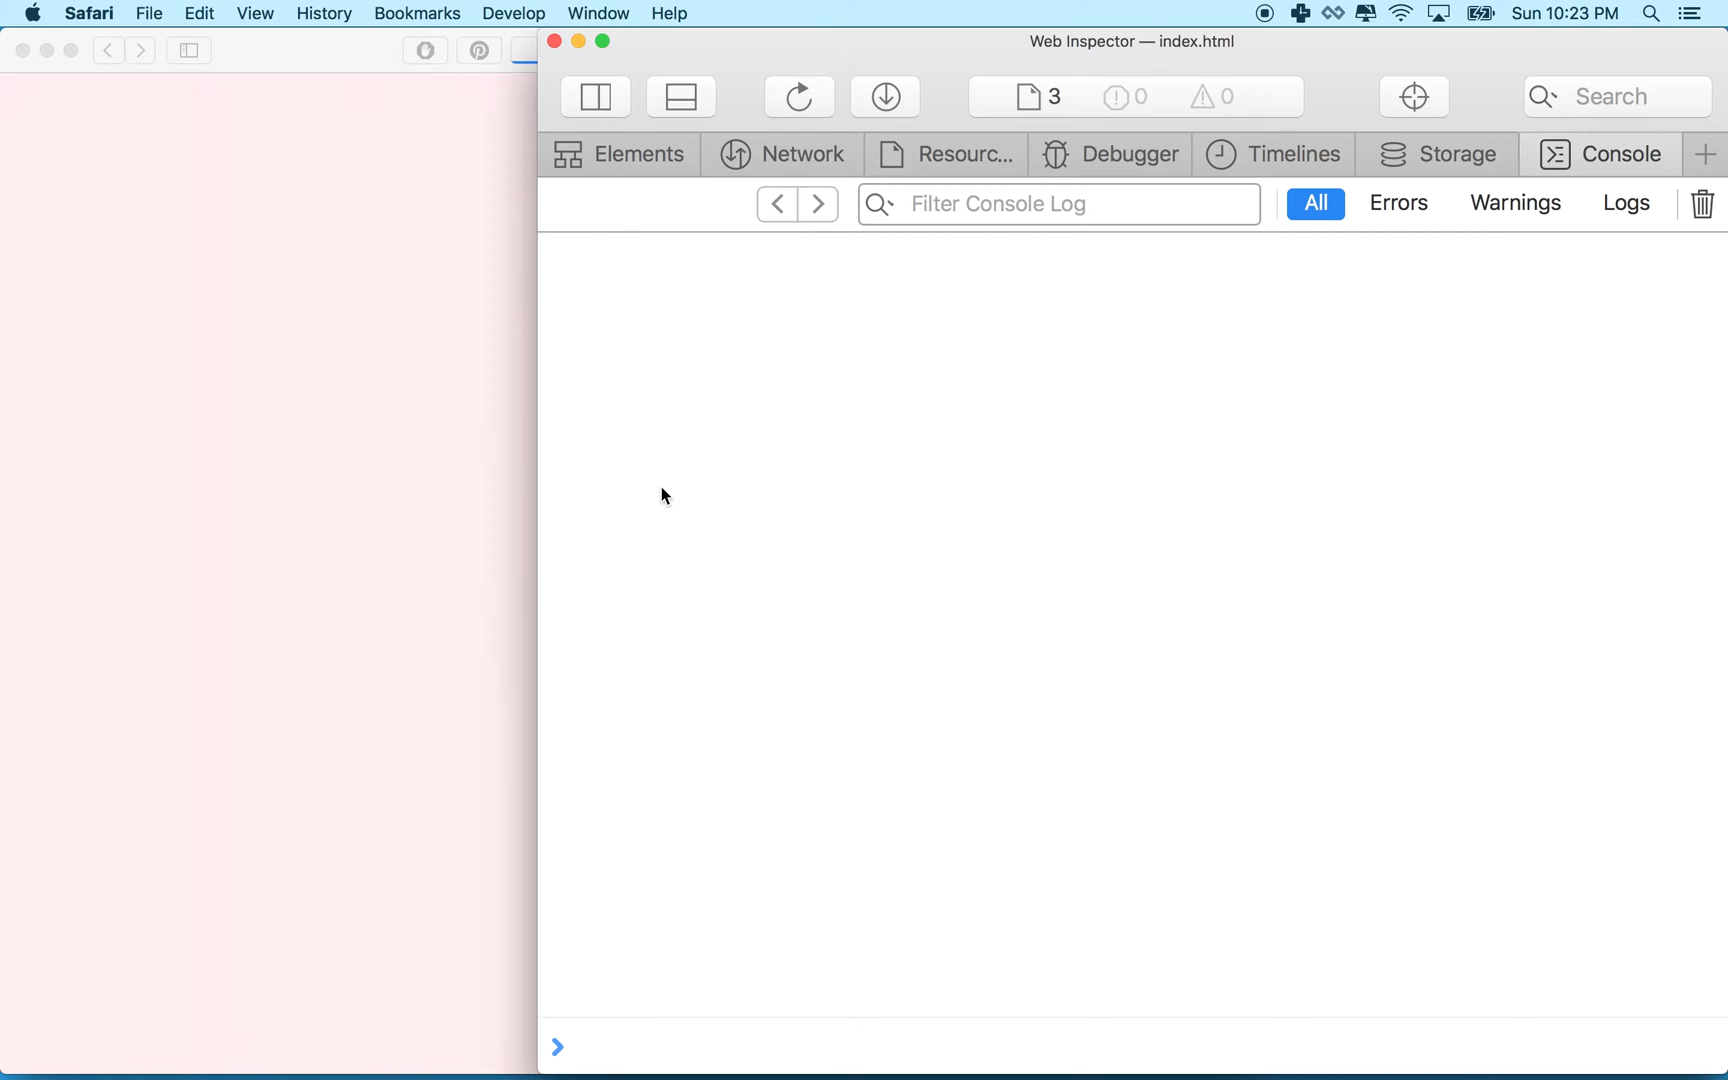 Safari File Edit View History Bookmarks Develop Window Help Sun 10:23 PM
Web Inspector — index.html
3 0 0 Search
Elements Network Resourc... Debugger Timelines Storage Console
Filter Console Log All Errors Warnings Logs